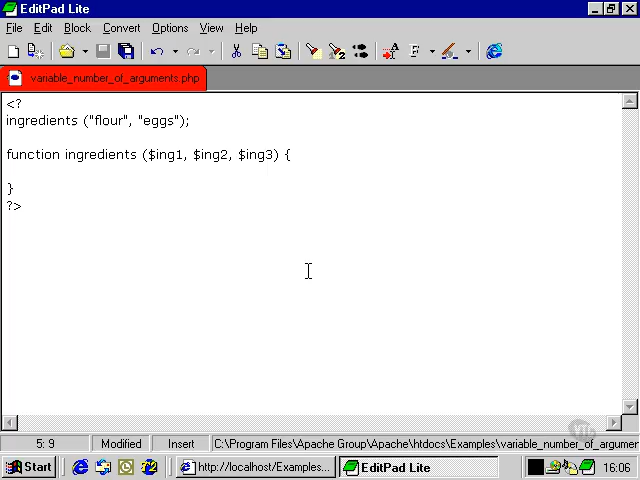 EditPad Lite
File Edit Block Search Convert Options View Help
variable_number_of_arguments.php
<?
ingredients ("flour", "eggs");
function ingredients ($ing1, $ing2, $ing3) {
}
?>
5: 9 Modified Insert C:\Program Files\Apache Group\Apache\htdocs\Examples\variable_number_of_argumen
Start http://localhost/Examples... EditPad Lite 16:06